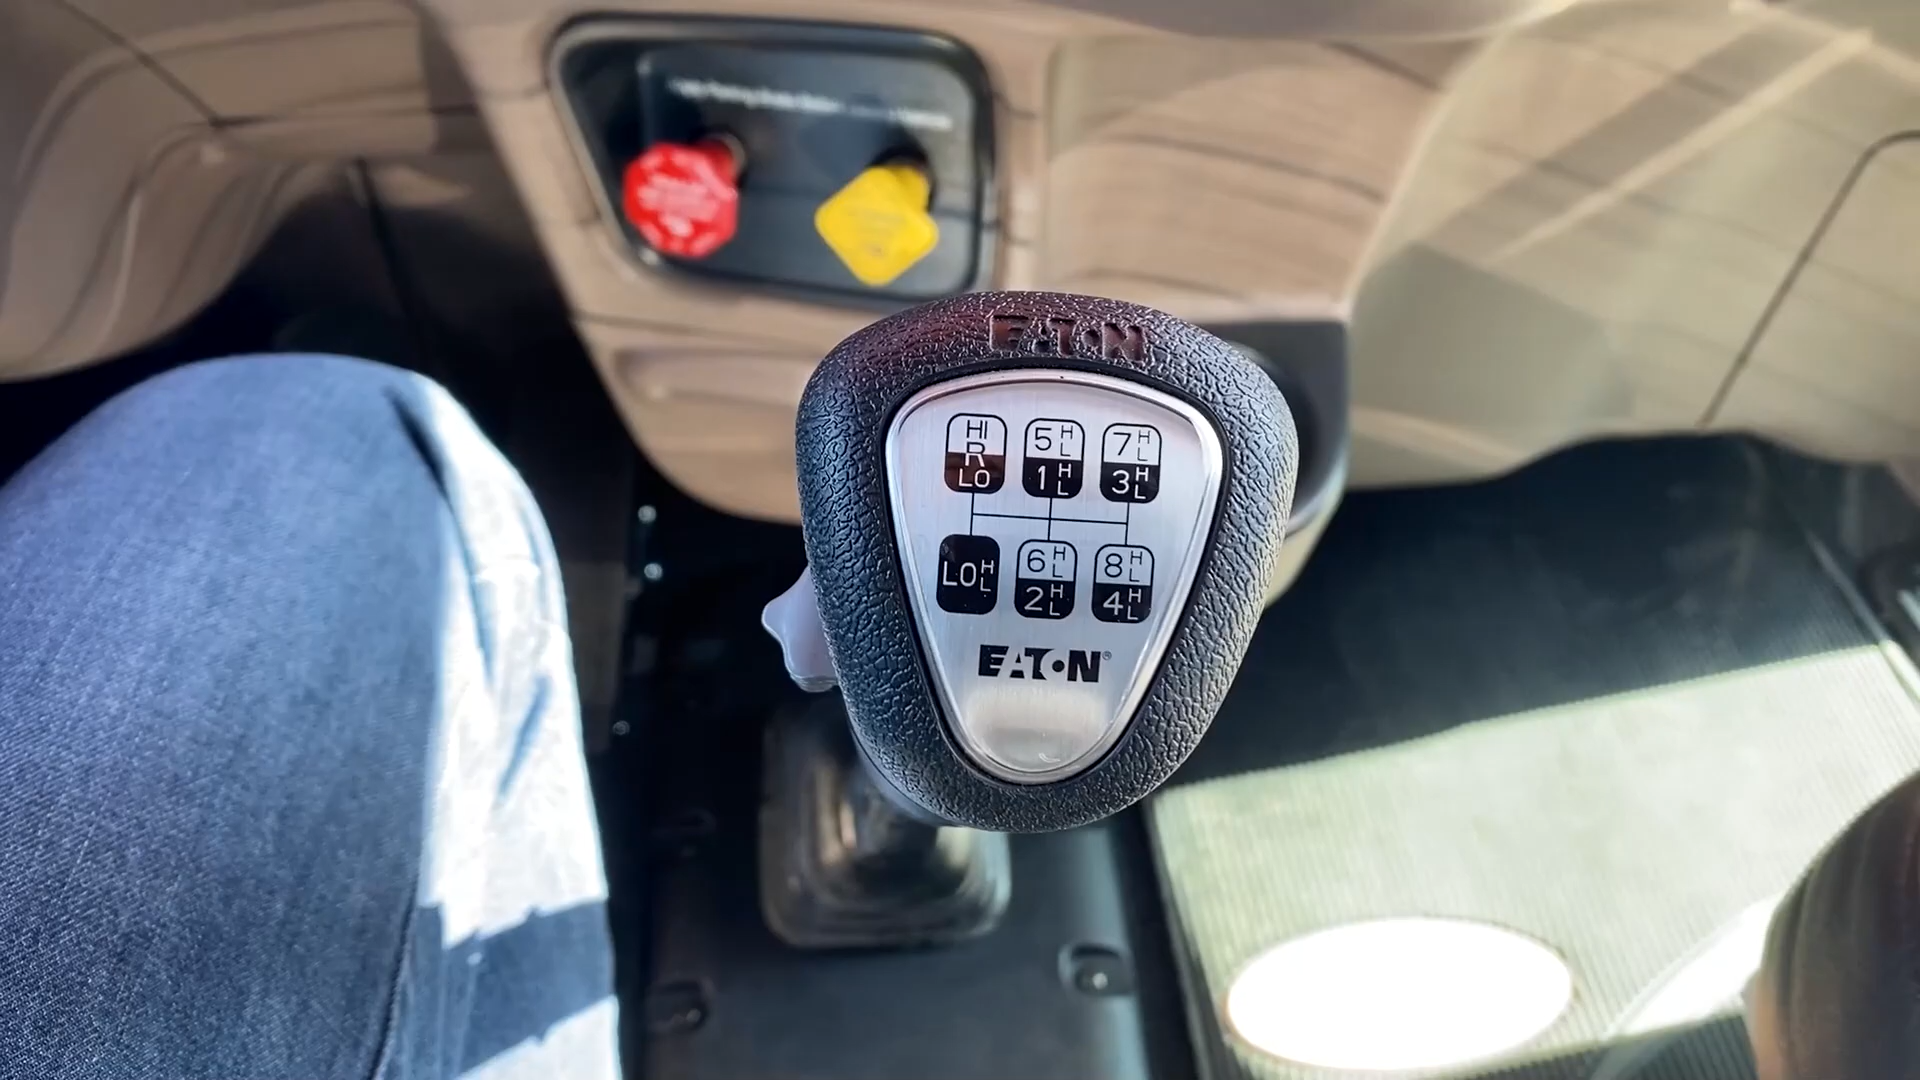 EATON
HI 5 H L 7 H L
R
LO 1 H L 3 H L
LO H L 6 H L 8 H L
2 H L 4 H L
EATON®